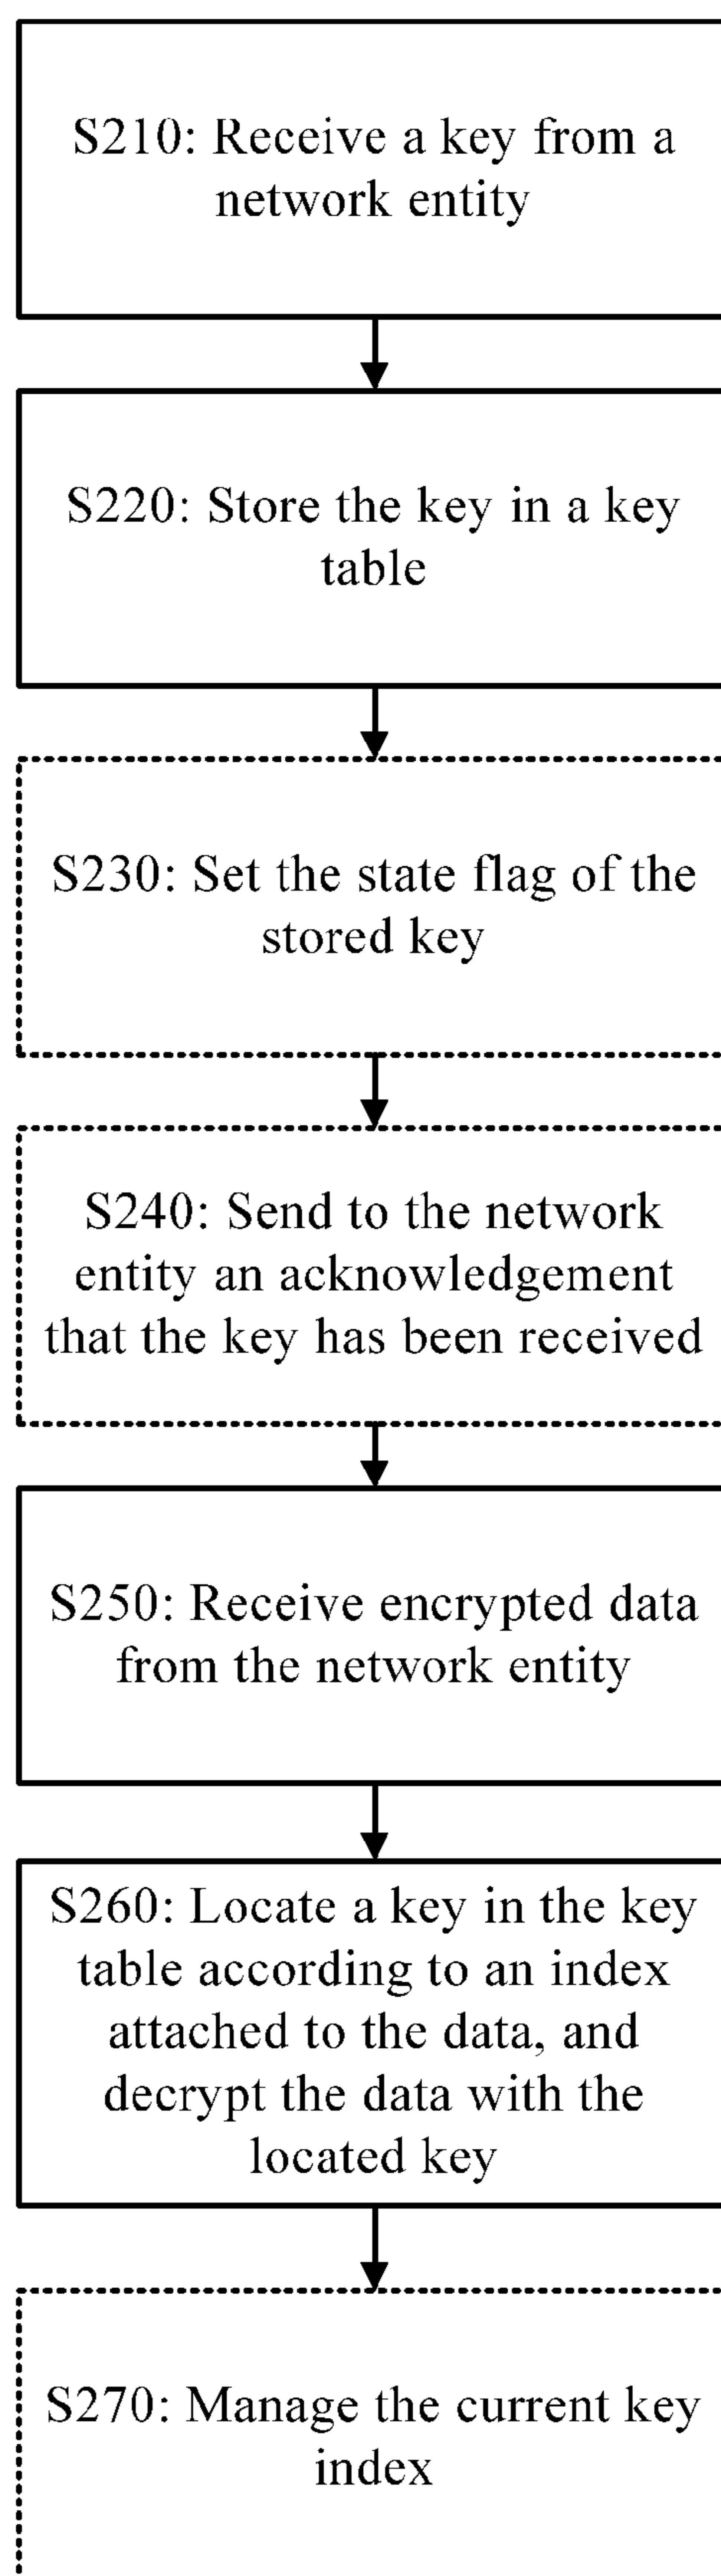 S210: Receive a key from a
network entity
S220: Store the key in a key
table
S230: Set the state flag of the
stored key
S240: Send to the network
entity an acknowledgement
that the key has been received
S250: Receive encrypted data
from the network entity
S260: Locate a key in the key
table according to an index
attached to the data, and
decrypt the data with the
located key
S270: Manage the current key
index